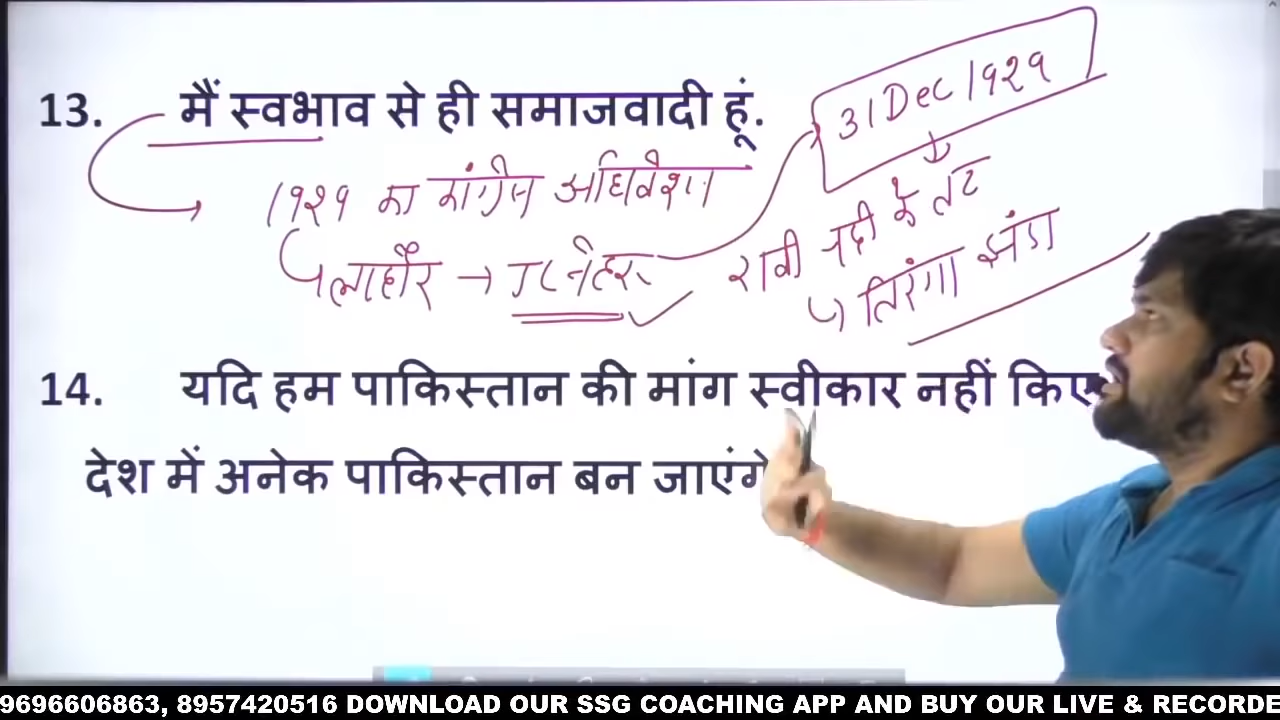 13. मैं स्वभाव से ही समाजवादी हूं.
31 Dec 1929
1929 का कांग्रेस अधिवेशन
रावी नदी के तट
लाहौर → JL नेहरू
तिरंगा झंडा
14. यदि हम पाकिस्तान की मांग स्वीकार नहीं किए
देश में अनेक पाकिस्तान बन जाएंगे
9696606863, 8957420516 DOWNLOAD OUR SSG COACHING APP AND BUY OUR LIVE & RECORDE